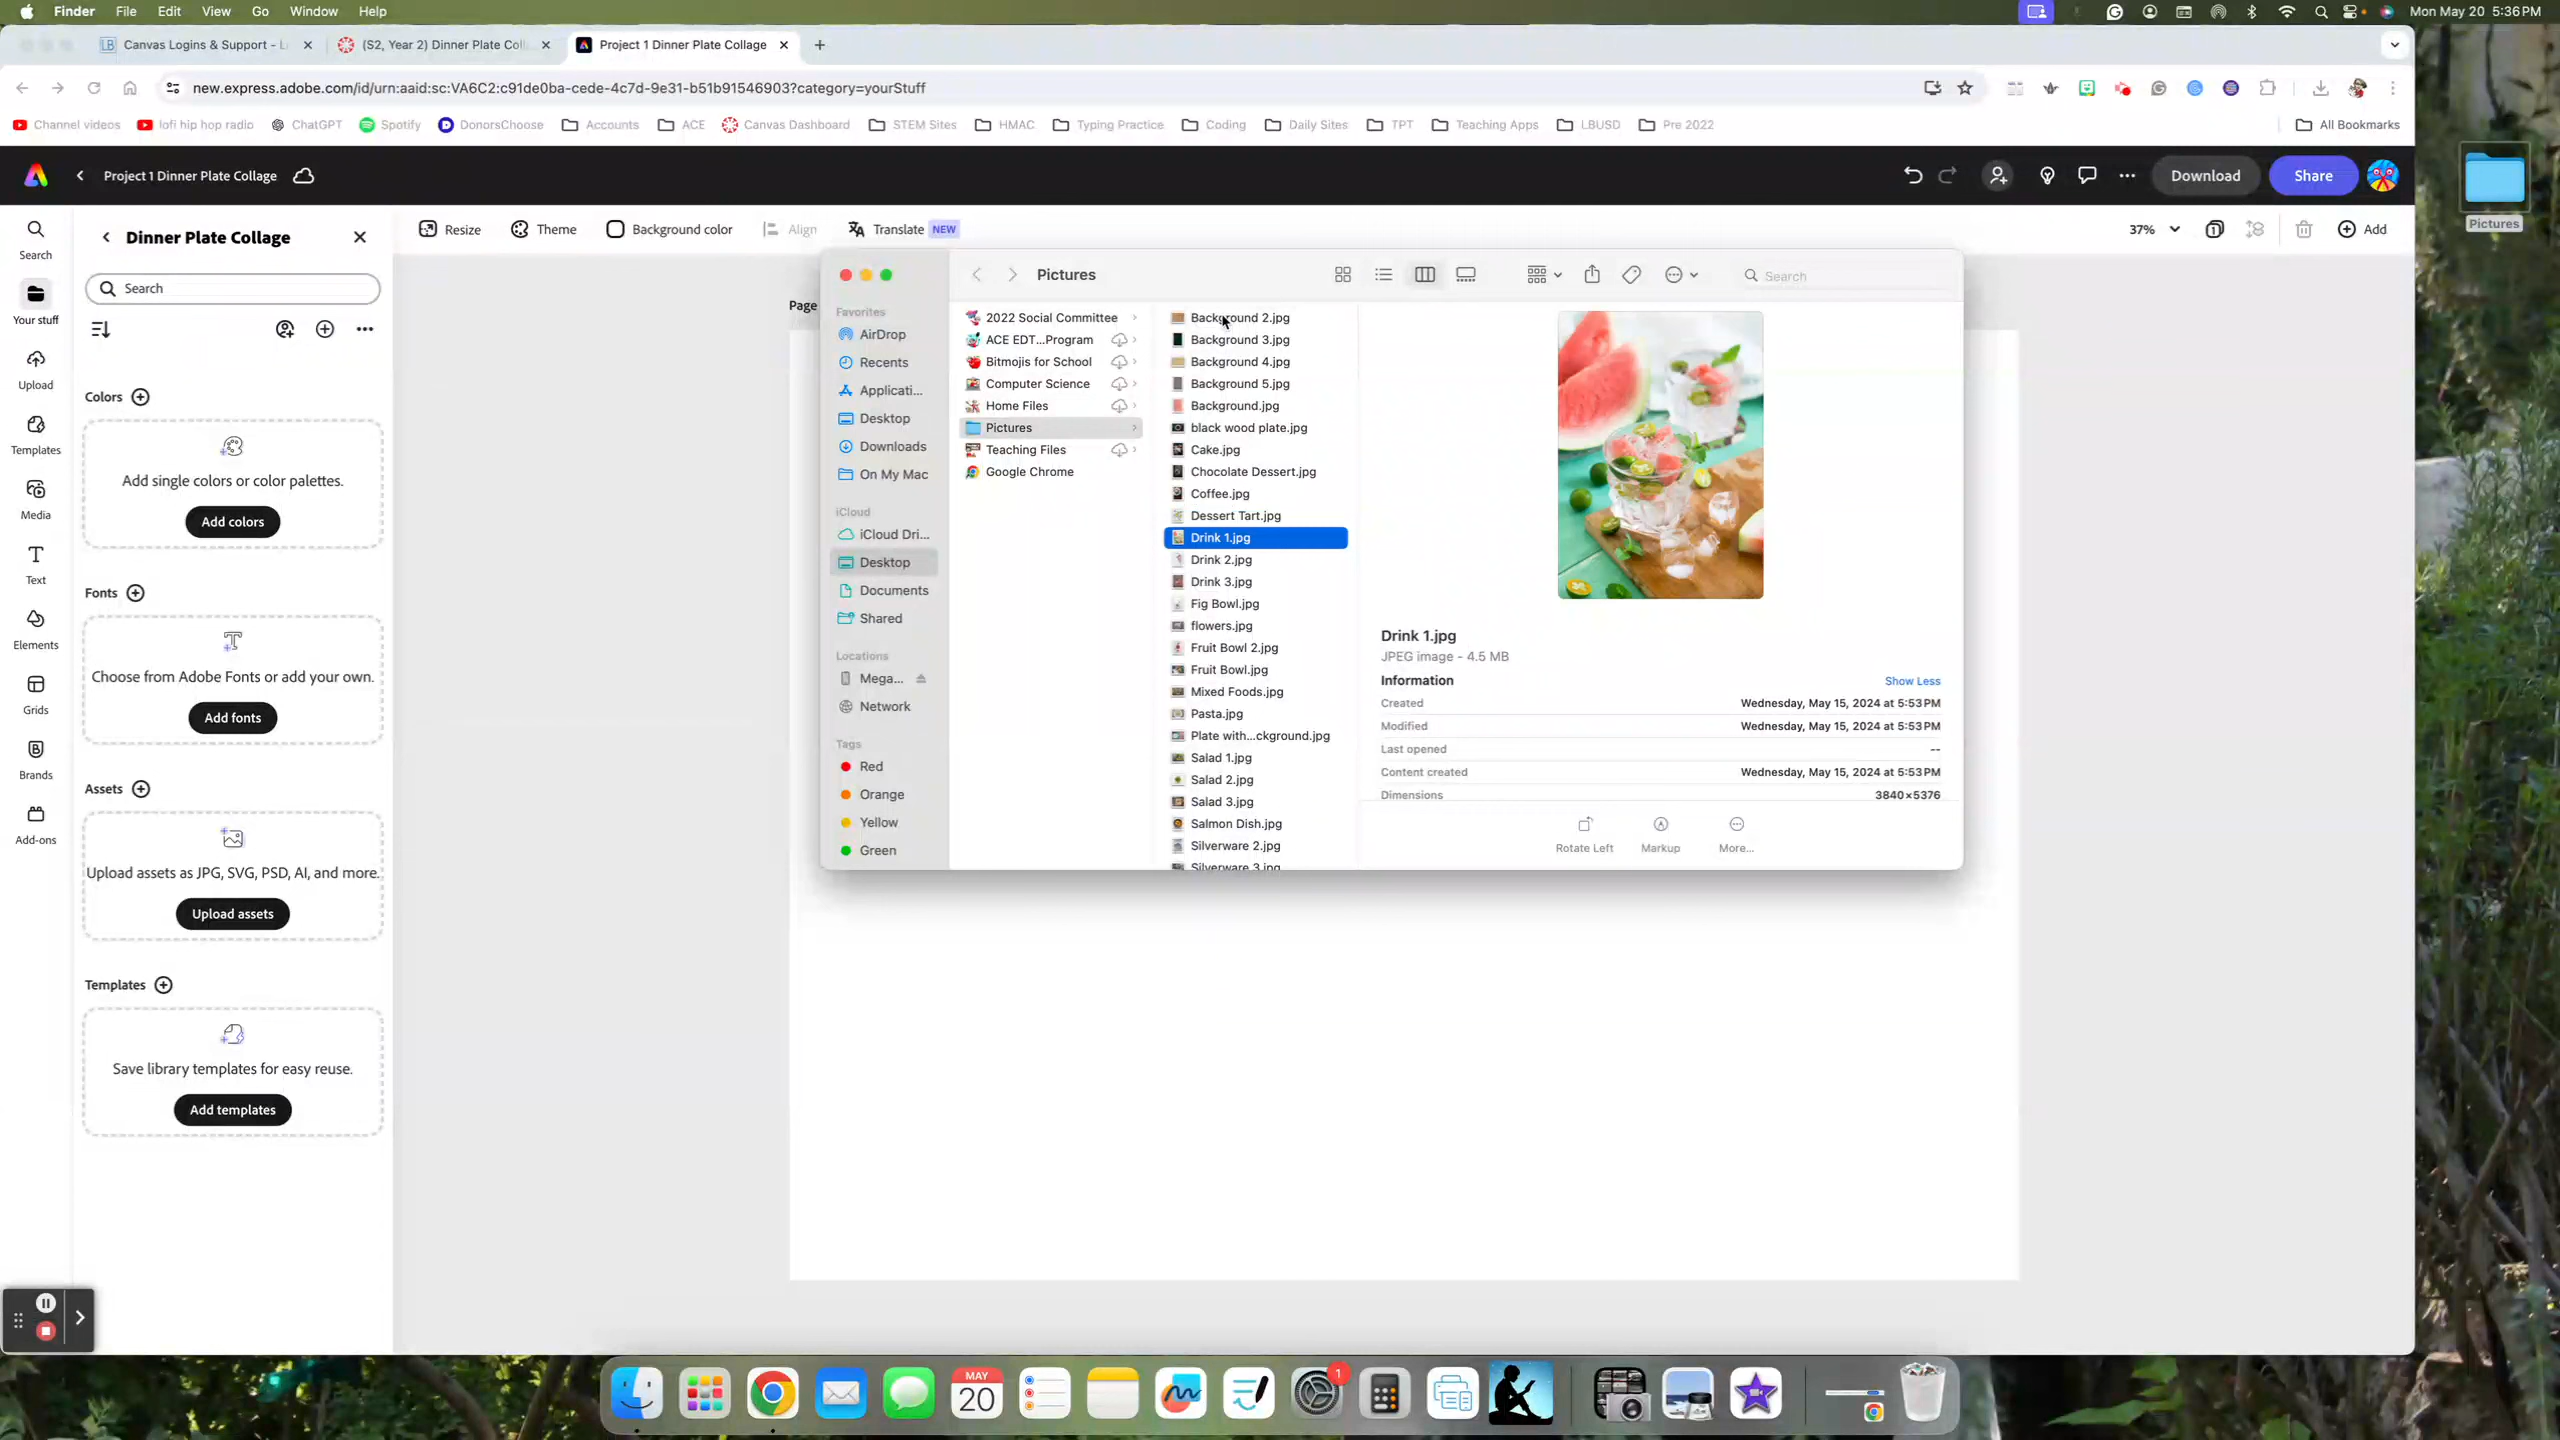 Finder File Edit View Go Window Help
Mon May 20 5:36 PM
Canvas Logins & Support - L
(S2, Year 2) Dinner Plate Coll
Project 1 Dinner Plate Collage
new.express.adobe.com/id/urn:aaid:sc:VA6C2:c91de0ba-cede-4c7d-9e31-b51b91546903?category=yourStuff
Channel videos lofi hip hop radio ChatGPT Spotify DonorsChoose Accounts ACE Canvas Dashboard STEM Sites HMAC Typing Practice Coding Daily Sites TPT Teaching Apps LBUSD Pre 2022 All Bookmarks
Project 1 Dinner Plate Collage
Download
Share
Pictures
Search
Your stuff
Upload
Templates
Media
Text
Elements
Grids
Brands
Add-ons
Dinner Plate Collage
Search
Colors
Add single colors or color palettes.
Add colors
Fonts
Choose from Adobe Fonts or add your own.
Add fonts
Assets
Upload assets as JPG, SVG, PSD, AI, and more.
Upload assets
Templates
Save library templates for easy reuse.
Add templates
Resize Theme Background color Align Translate NEW
37% 1 Add
Page
Pictures
Search
Favorites
AirDrop
Recents
Applicati...
Desktop
Downloads
On My Mac
iCloud
iCloud Dri...
Desktop
Documents
Shared
Locations
Mega...
Network
Tags
Red
Orange
Yellow
Green
2022 Social Committee
ACE EDT...Program
Bitmojis for School
Computer Science
Home Files
Pictures
Teaching Files
Google Chrome
Background 2.jpg
Background 3.jpg
Background 4.jpg
Background 5.jpg
Background.jpg
black wood plate.jpg
Cake.jpg
Chocolate Dessert.jpg
Coffee.jpg
Dessert Tart.jpg
Drink 1.jpg
Drink 2.jpg
Drink 3.jpg
Fig Bowl.jpg
flowers.jpg
Fruit Bowl 2.jpg
Fruit Bowl.jpg
Mixed Foods.jpg
Pasta.jpg
Plate with...ckground.jpg
Salad 1.jpg
Salad 2.jpg
Salad 3.jpg
Salmon Dish.jpg
Silverware 2.jpg
Silverware 3.jpg
Drink 1.jpg
JPEG image - 4.5 MB
Information Show Less
Created Wednesday, May 15, 2024 at 5:53 PM
Modified Wednesday, May 15, 2024 at 5:53 PM
Last opened --
Content created Wednesday, May 15, 2024 at 5:53 PM
Dimensions 3840×5376
Rotate Left Markup More...
MAY
20
1